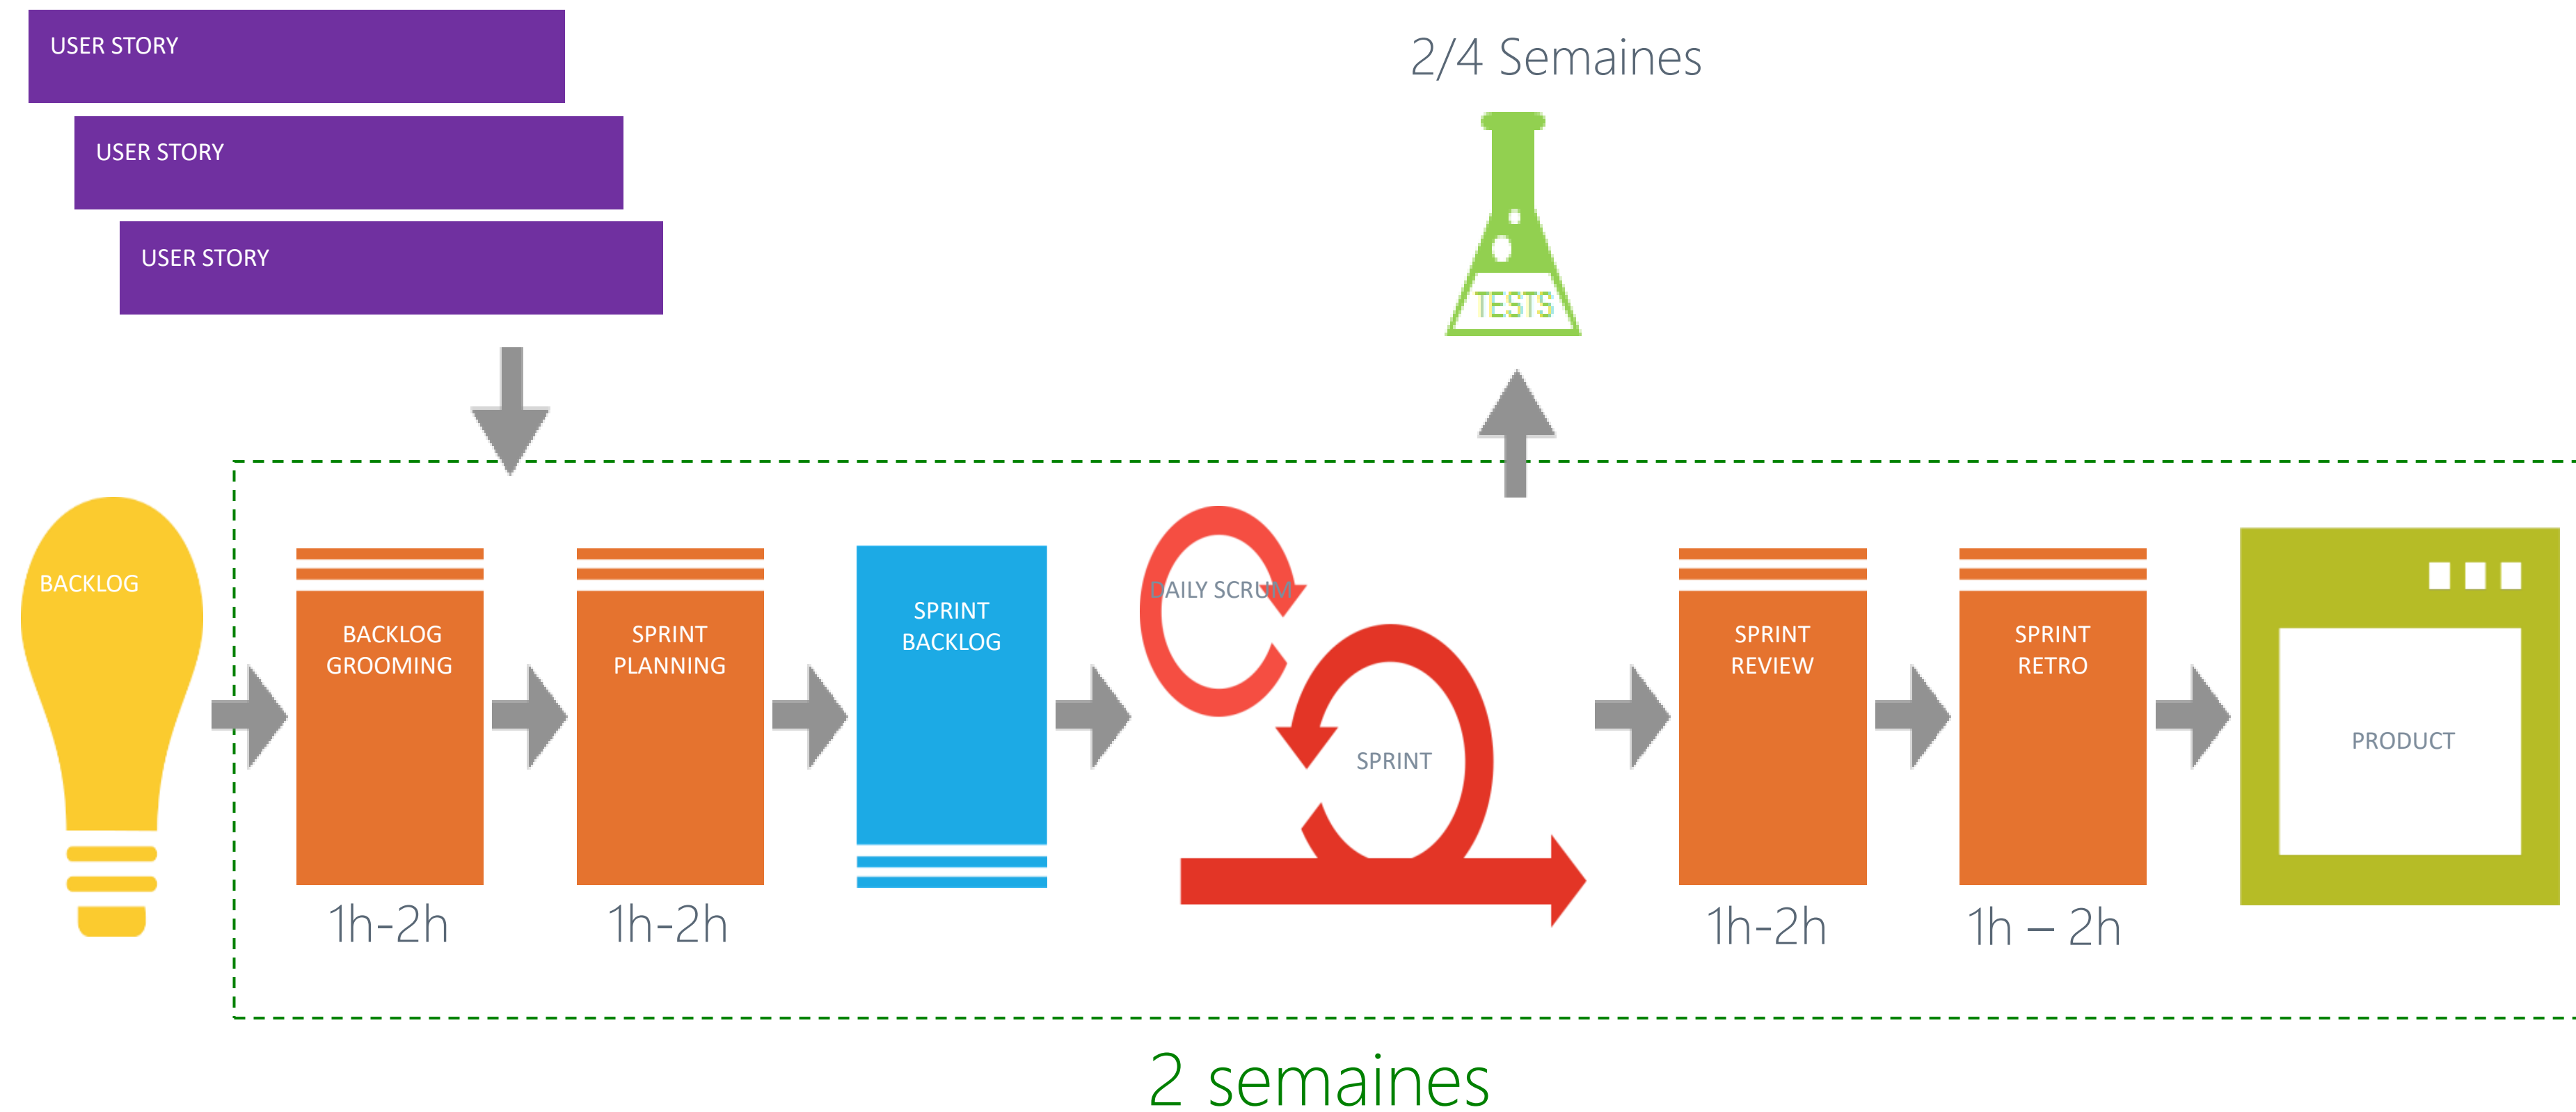 USER STORY
USER STORY
USER STORY
2/4 Semaines
TESTS
BACKLOG
BACKLOG
GROOMING
1h-2h
SPRINT
PLANNING
1h-2h
SPRINT
BACKLOG
DAILY SCRUM
SPRINT
SPRINT
REVIEW
1h-2h
SPRINT
RETRO
1h – 2h
PRODUCT
2 semaines